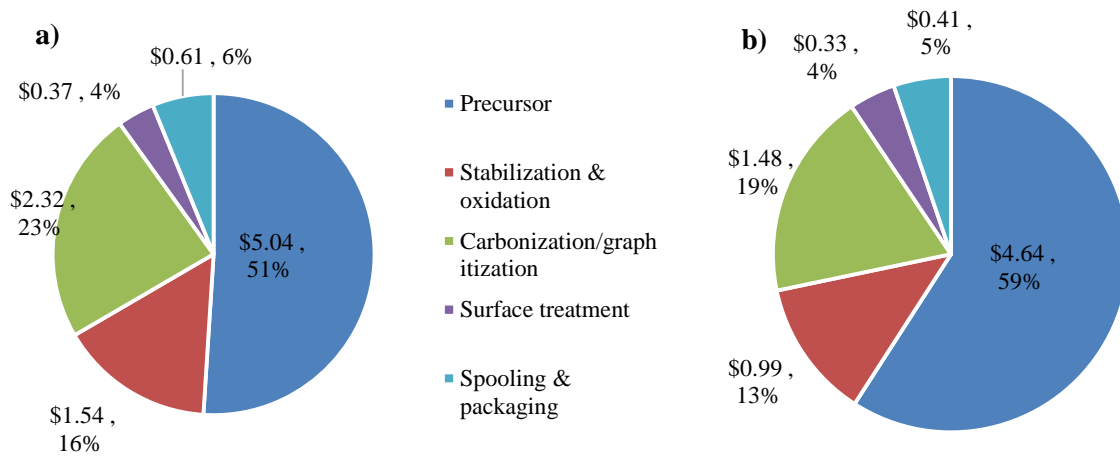 a)
$0.61 , 6%
$0.37 , 4%
$2.32 ,
23%
$5.04 ,
51%
$1.54 ,
16%
Precursor
Stabilization &
oxidation
Carbonization/graph
itization
Surface treatment
Spooling &
packaging
b)
$0.41 ,
5%
$0.33 ,
4%
$1.48 ,
19%
$4.64 ,
59%
$0.99 ,
13%